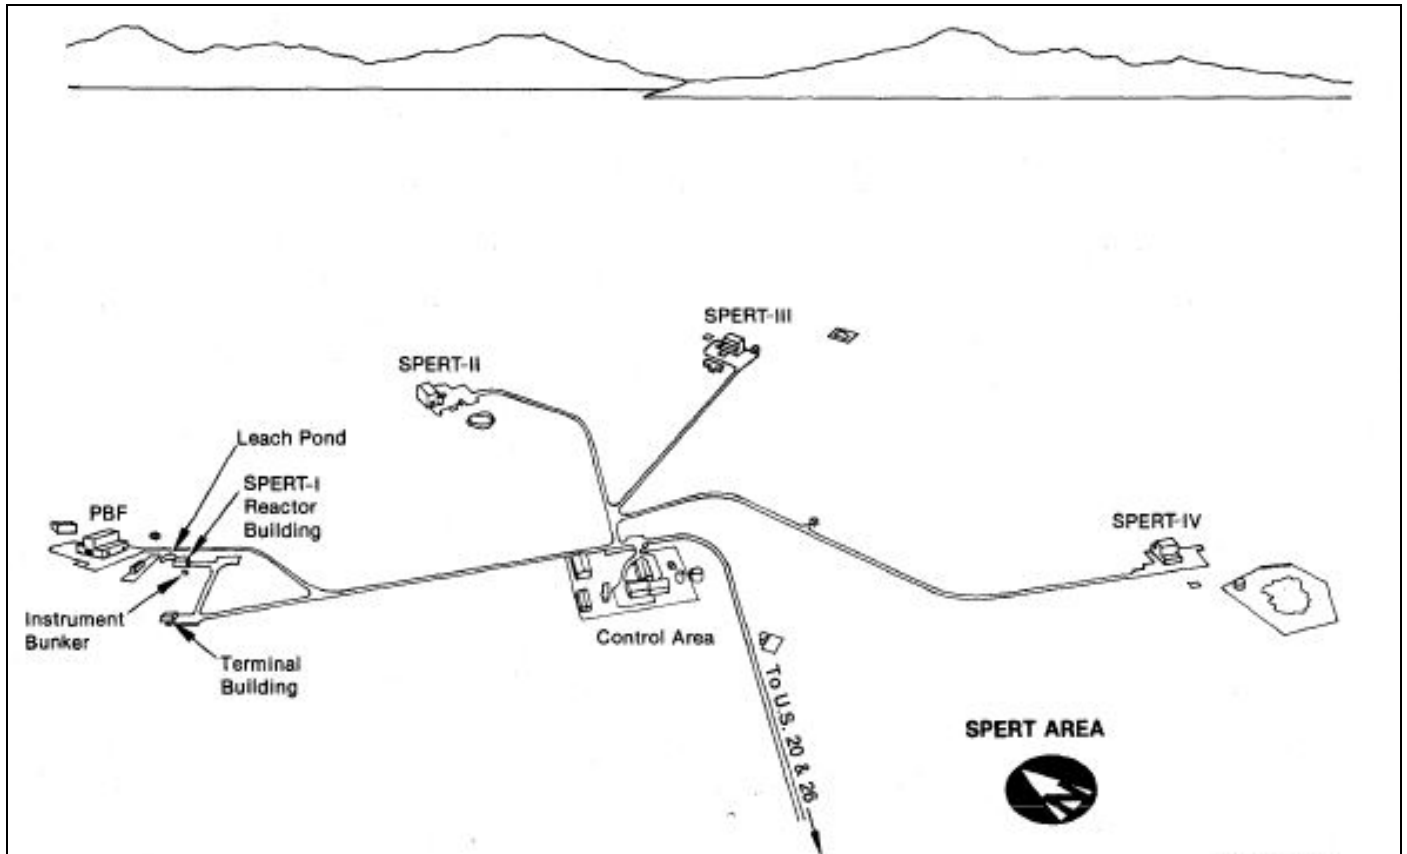 SPERT-III
SPERT-II
Leach Pond
SPERT-I
Reactor
Building
PBF
SPERT-IV
Instrument
Bunker
Control Area
Terminal
Building
To U.S. 20 & 26
SPERT AREA
N